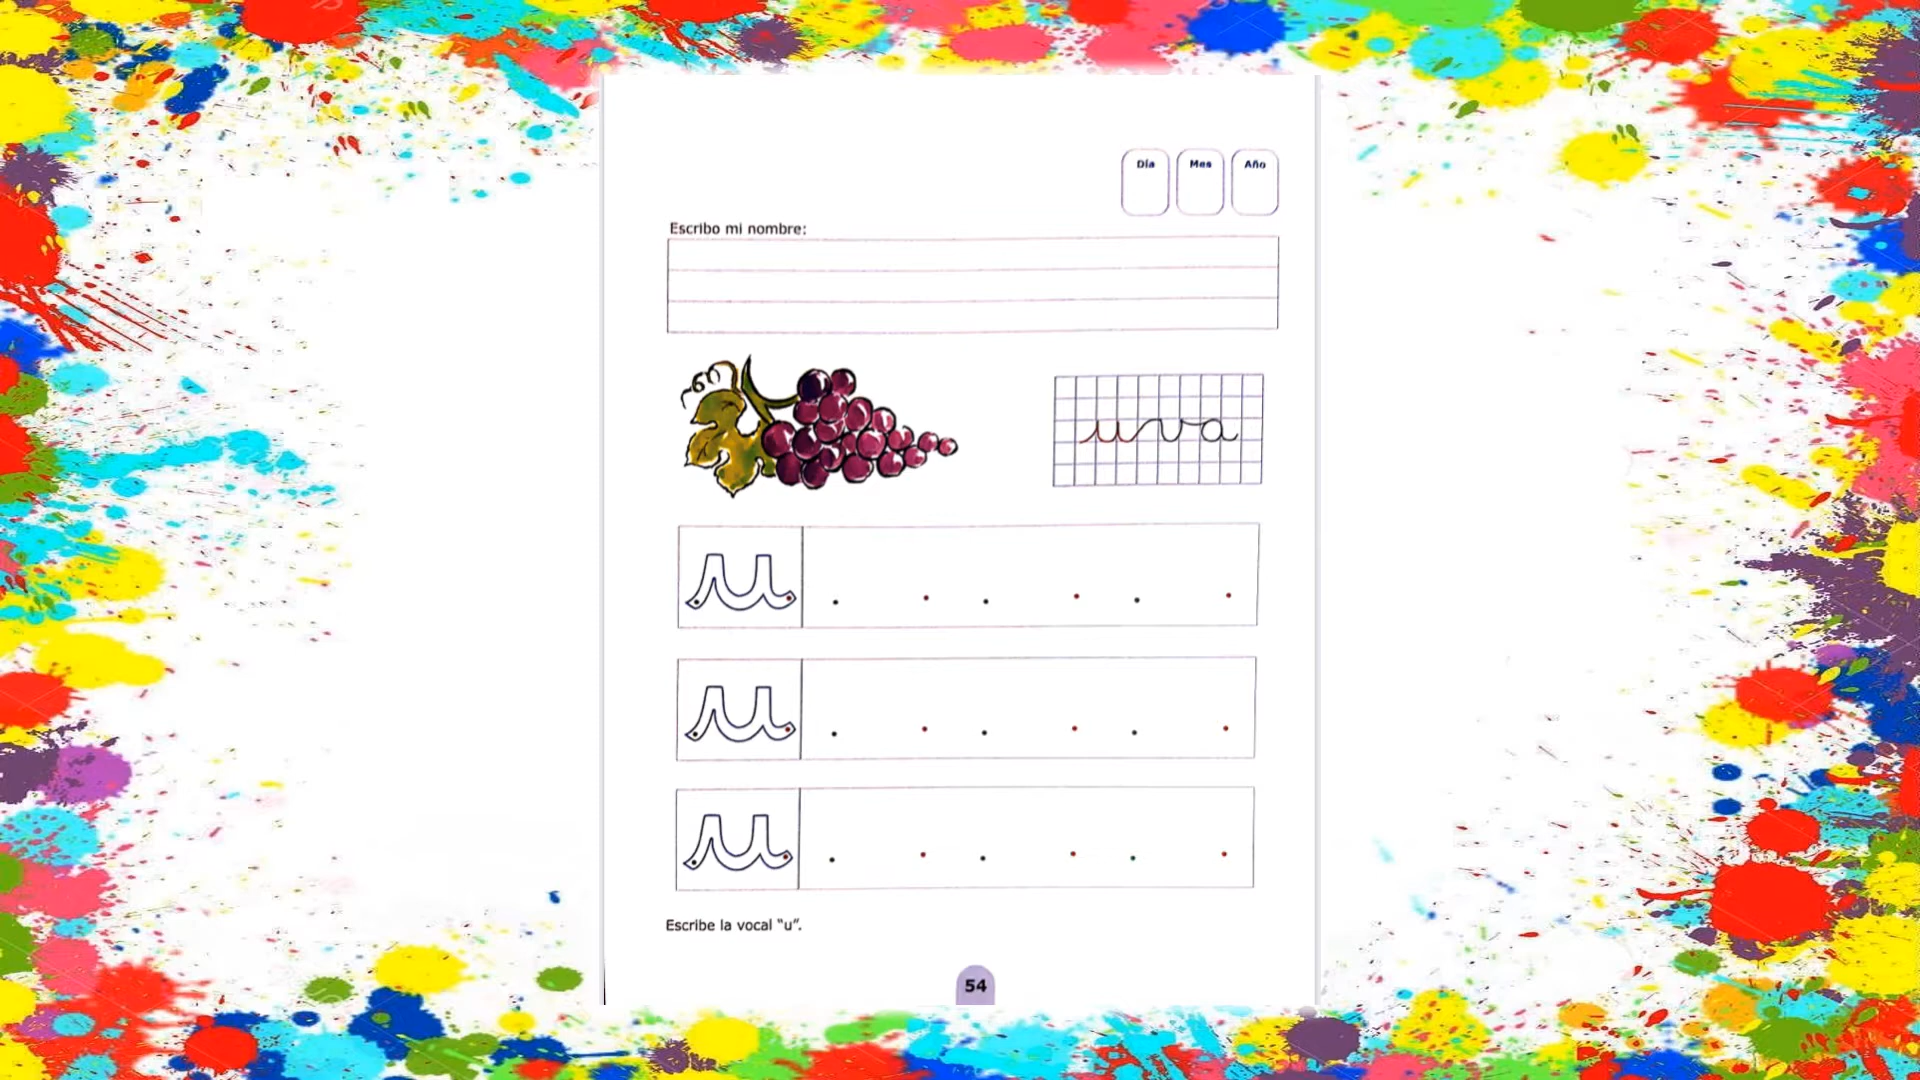 Día Mes Año
Escribo mi nombre:
uva
u
u
u
Escribe la vocal “u”.
54